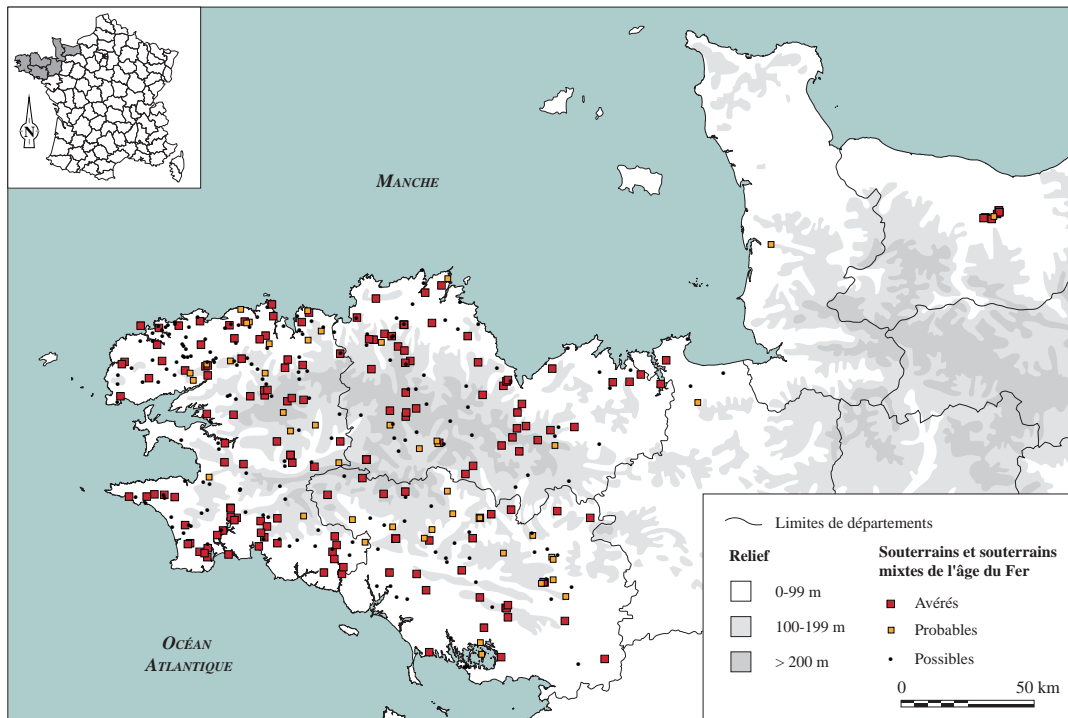 N
MANCHE
OCÉAN
ATLANTIQUE
Limites de départements
Relief
0-99 m
100-199 m
> 200 m
Souterrains et souterrains
mixtes de l'âge du Fer
Avérés
Probables
Possibles
0 50 km